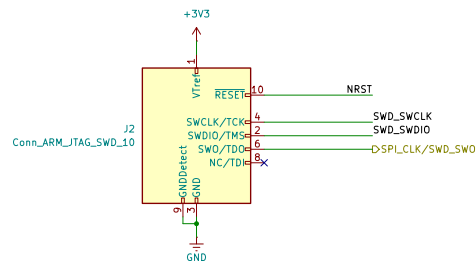 +3V3
1
VTref
RESET 10 NRST
SWCLK/TCK 4 SWD_SWCLK
J2 SWDIO/TMS 2 SWD_SWDIO
Conn_ARM_JTAG_SWD_10 SWO/TDO 6 SPI_CLK/SWD_SWO
NC/TDI 8
GNDDetect GND
9 3
GND